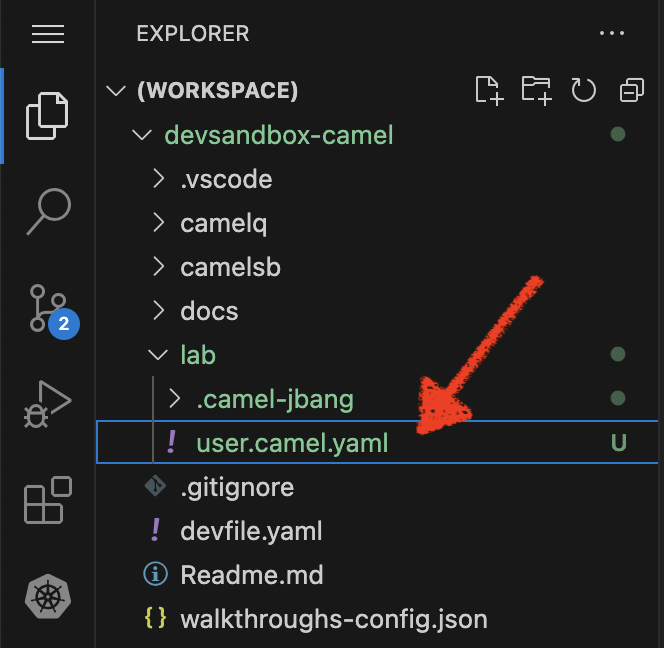 EXPLORER
(WORKSPACE)
devsandbox-camel
.vscode
camelq
camelsb
docs
2
lab
.camel-jbang
! user.camel.yaml U
.gitignore
! devfile.yaml
Readme.md
{} walkthroughs-config.json